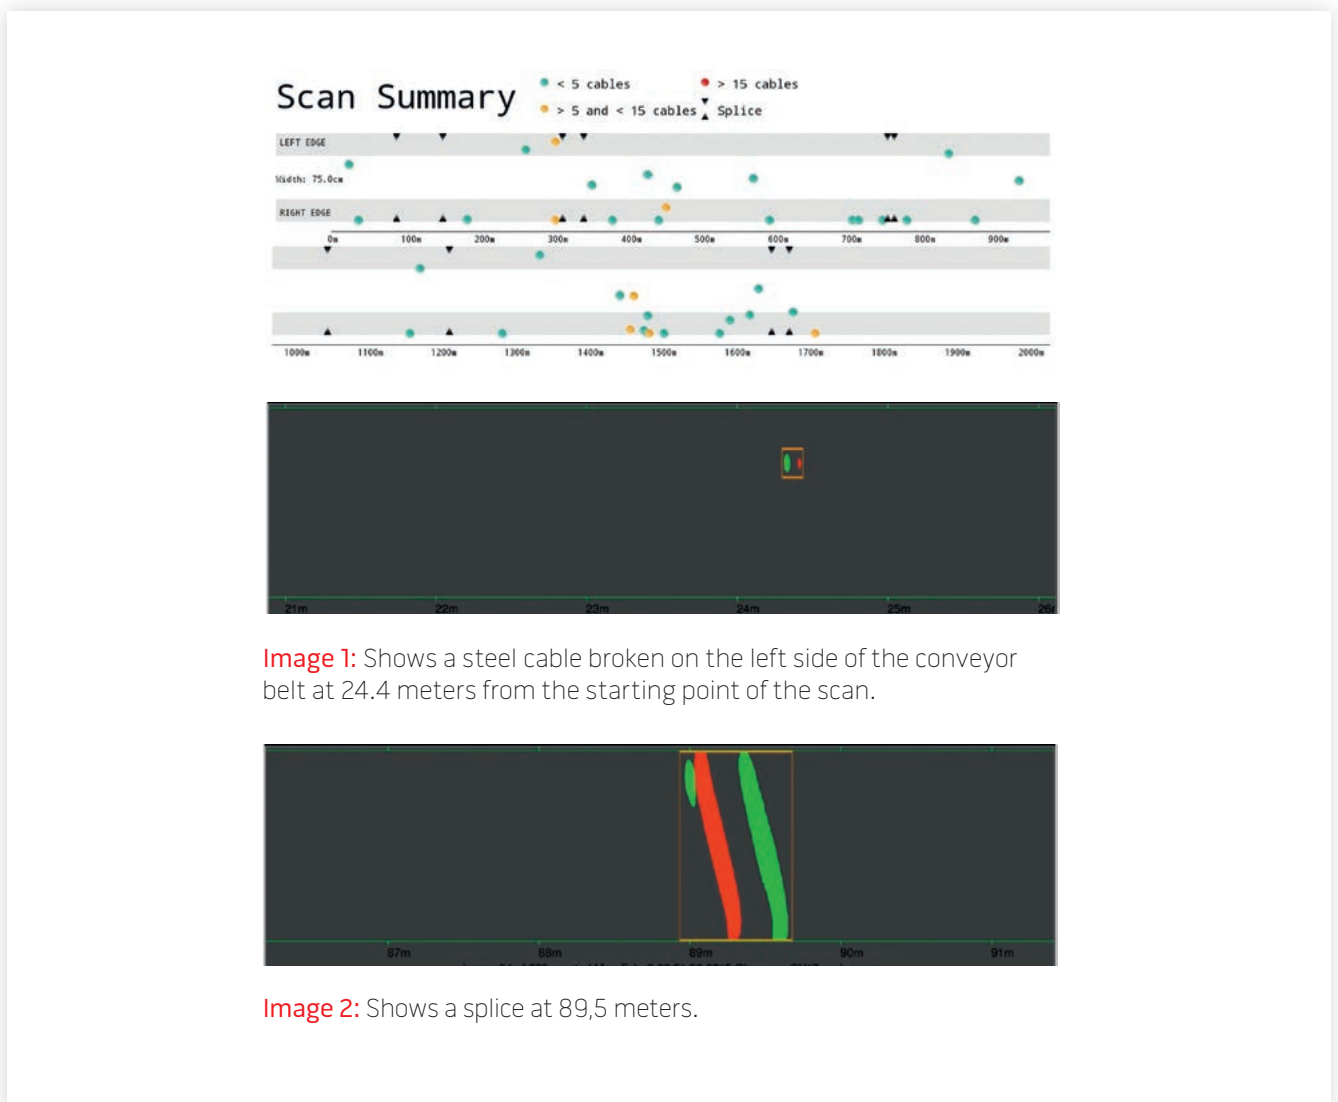 Scan Summary
< 5 cables
> 15 cables
> 5 and < 15 cables
Splice
LEFT EDGE
Width: 75.0cm
RIGHT EDGE
0m 100m 200m 300m 400m 500m 600m 700m 800m 900m
1000m 1100m 1200m 1300m 1400m 1500m 1600m 1700m 1800m 1900m 2000m
21m 22m 23m 24m 25m
Image 1: Shows a steel cable broken on the left side of the conveyor
belt at 24.4 meters from the starting point of the scan.
87m 88m 89m 90m 91m
Image 2: Shows a splice at 89,5 meters.